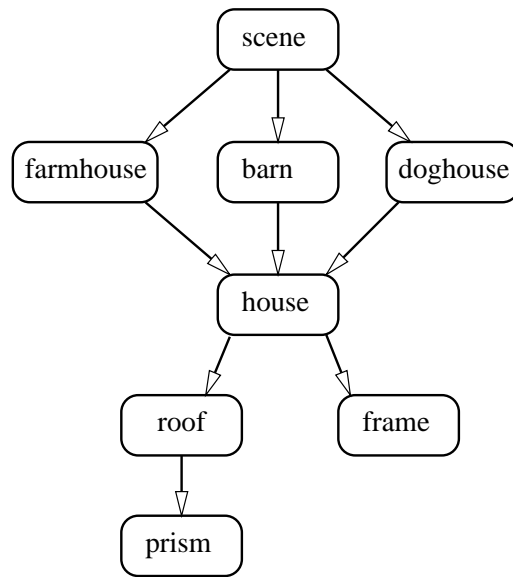 scene
farmhouse
barn
doghouse
house
roof
frame
prism